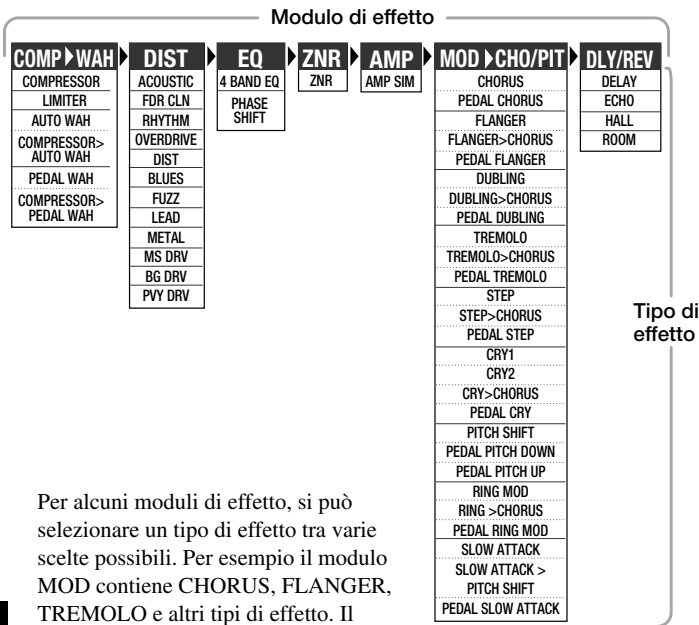 Modulo di effetto
COMP▶WAH
COMPRESSOR
LIMITER
AUTO WAH
COMPRESSOR>
AUTO WAH
PEDAL WAH
COMPRESSOR>
PEDAL WAH
DIST
ACOUSTIC
FDR CLN
RHYTHM
OVERDRIVE
DIST
BLUES
FUZZ
LEAD
METAL
MS DRV
BG DRV
PVY DRV
EQ
4 BAND EQ
PHASE
SHIFT
ZNR
ZNR
AMP
AMP SIM
MOD ▷CHO/PIT
CHORUS
PEDAL CHORUS
FLANGER
FLANGER>CHORUS
PEDAL FLANGER
DUBLING
DUBLING>CHORUS
PEDAL DUBLING
TREMOLO
TREMOLO>CHORUS
PEDAL TREMOLO
STEP
STEP>CHORUS
PEDAL STEP
CRY1
CRY2
CRY>CHORUS
PEDAL CRY
PITCH SHIFT
PEDAL PITCH DOWN
PEDAL PITCH UP
RING MOD
RING >CHORUS
PEDAL RING MOD
SLOW ATTACK
SLOW ATTACK >
PITCH SHIFT
PEDAL SLOW ATTACK
DLY/REV
DELAY
ECHO
HALL
ROOM
Tipo di
effetto
Per alcuni moduli di effetto, si può
selezionare un tipo di effetto tra varie
scelte possibili. Per esempio il modulo
MOD contiene CHORUS, FLANGER,
TREMOLO e altri tipi di effetto. Il